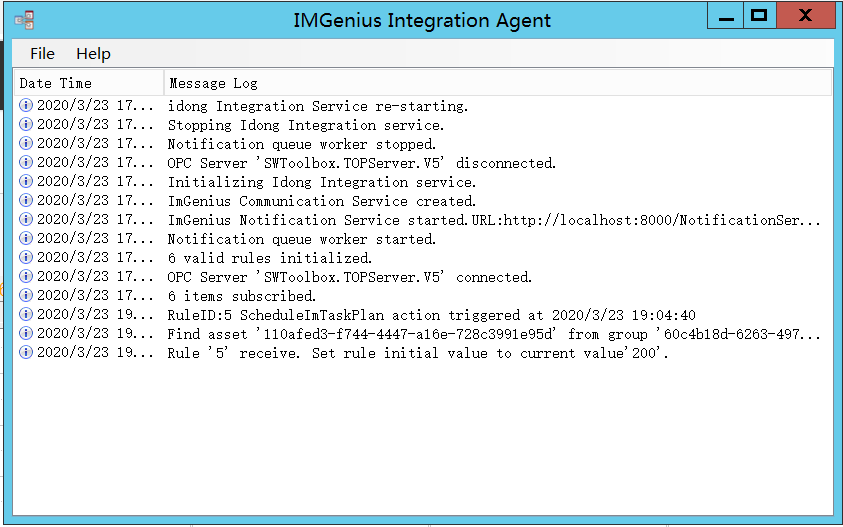 IMGenius Integration Agent
File Help
Date Time Message Log
2020/3/23 17... idong Integration Service re-starting.
2020/3/23 17... Stopping Idong Integration service.
2020/3/23 17... Notification queue worker stopped.
2020/3/23 17... OPC Server 'SWToolbox.TOPServer.V5' disconnected.
2020/3/23 17... Initializing Idong Integration service.
2020/3/23 17... ImGenius Communication Service created.
2020/3/23 17... ImGenius Notification Service started.URL:http://localhost:8000/NotificationSer...
2020/3/23 17... Notification queue worker started.
2020/3/23 17... 6 valid rules initialized.
2020/3/23 17... OPC Server 'SWToolbox.TOPServer.V5' connected.
2020/3/23 17... 6 items subscribed.
2020/3/23 19... RuleID:5 ScheduleImTaskPlan action triggered at 2020/3/23 19:04:40
2020/3/23 19... Find asset '110afed3-f744-4447-a16e-728c3991e95d' from group '60c4b18d-6263-497...
2020/3/23 19... Rule '5' receive. Set rule initial value to current value'200'.